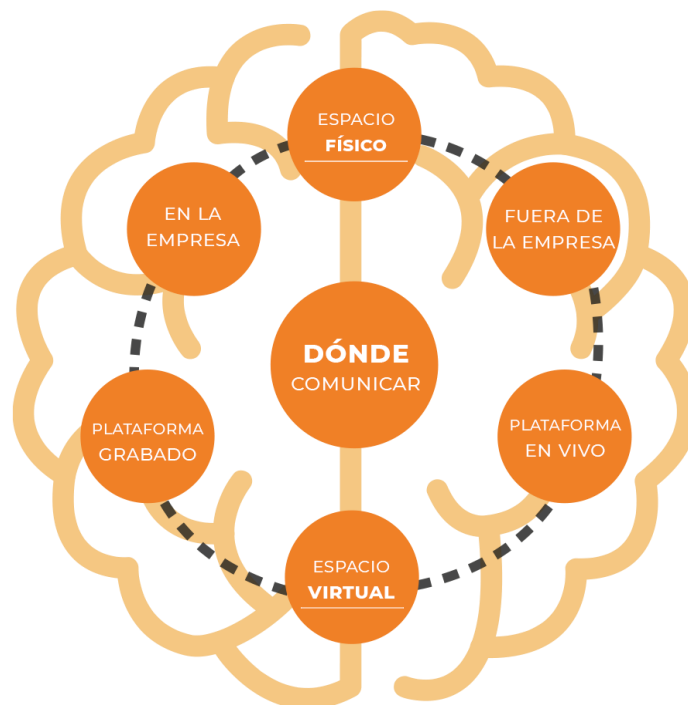 ESPACIO
FÍSICO
EN LA
EMPRESA
FUERA DE
LA EMPRESA
DÓNDE
COMUNICAR
PLATAFORMA
GRABADO
PLATAFORMA
EN VIVO
ESPACIO
VIRTUAL